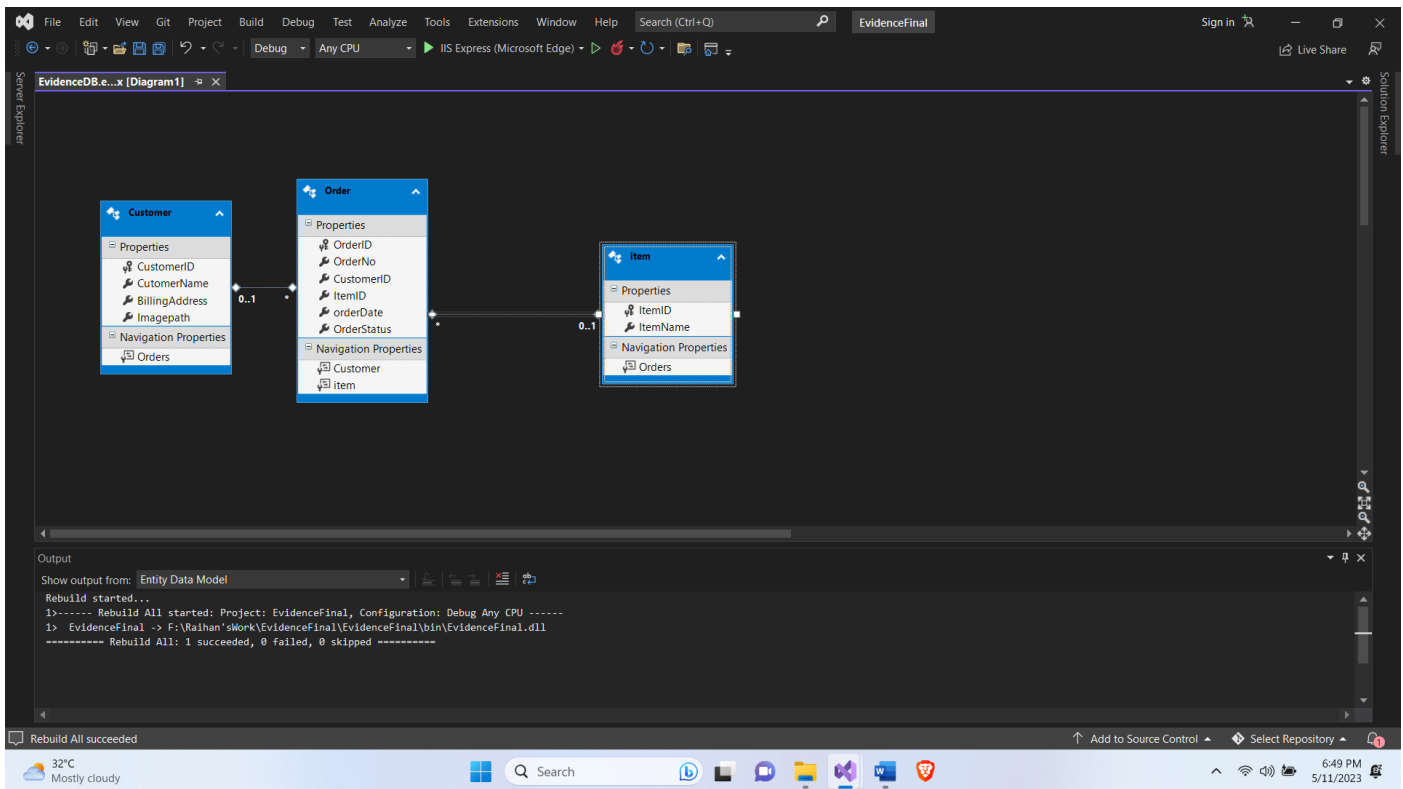 File Edit View Git Project Build Debug Test Analyze Tools Extensions Window Help Search (Ctrl+Q) EvidenceFinal Sign in
Debug Any CPU IIS Express (Microsoft Edge) Live Share
Server Explorer
EvidenceDB.e...x [Diagram1]
Solution Explorer
Customer
Properties
CustomerID
CutomerName
BillingAddress
Imagepath
Navigation Properties
Orders
0..1 *
Order
Properties
OrderID
OrderNo
CustomerID
ItemID
orderDate
OrderStatus
Navigation Properties
Customer
item
* 0..1
item
Properties
ItemID
ItemName
Navigation Properties
Orders
Output
Show output from: Entity Data Model
Rebuild started...
1>------ Rebuild All started: Project: EvidenceFinal, Configuration: Debug Any CPU ------
1>  EvidenceFinal -> F:\Raihan'sWork\EvidenceFinal\EvidenceFinal\bin\EvidenceFinal.dll
========== Rebuild All: 1 succeeded, 0 failed, 0 skipped ==========
Rebuild All succeeded Add to Source Control Select Repository 1
32°C
Mostly cloudy
Search
6:49 PM
5/11/2023